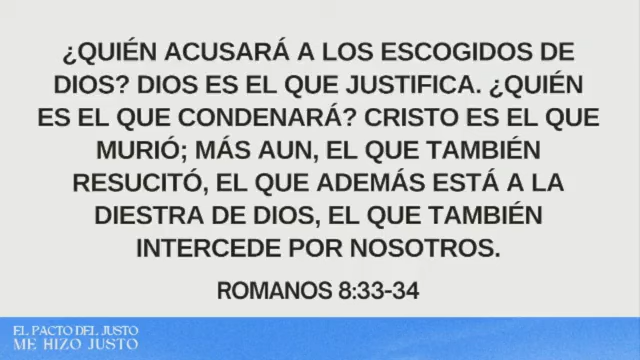 ¿QUIÉN ACUSARÁ A LOS ESCOGIDOS DE
DIOS? DIOS ES EL QUE JUSTIFICA. ¿QUIÉN
ES EL QUE CONDENARÁ? CRISTO ES EL QUE
MURIÓ; MÁS AUN, EL QUE TAMBIÉN
RESUCITÓ, EL QUE ADEMÁS ESTÁ A LA
DIESTRA DE DIOS, EL QUE TAMBIÉN
INTERCEDE POR NOSOTROS.
ROMANOS 8:33-34
EL PACTO DEL JUSTO
ME HIZO JUSTO